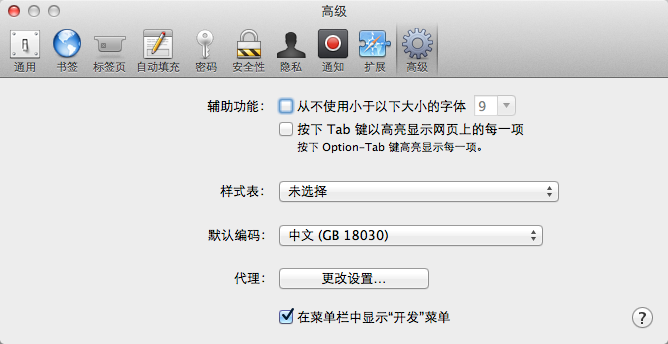 高级
通用 书签 标签页 自动填充 密码 安全性 隐私 通知 扩展 高级
辅助功能： 从不使用小于以下大小的字体 9
按下 Tab 键以高亮显示网页上的每一项
按下 Option-Tab 键高亮显示每一项。
样式表： 未选择
默认编码： 中文 (GB 18030)
代理： 更改设置…
在菜单栏中显示“开发”菜单 ?